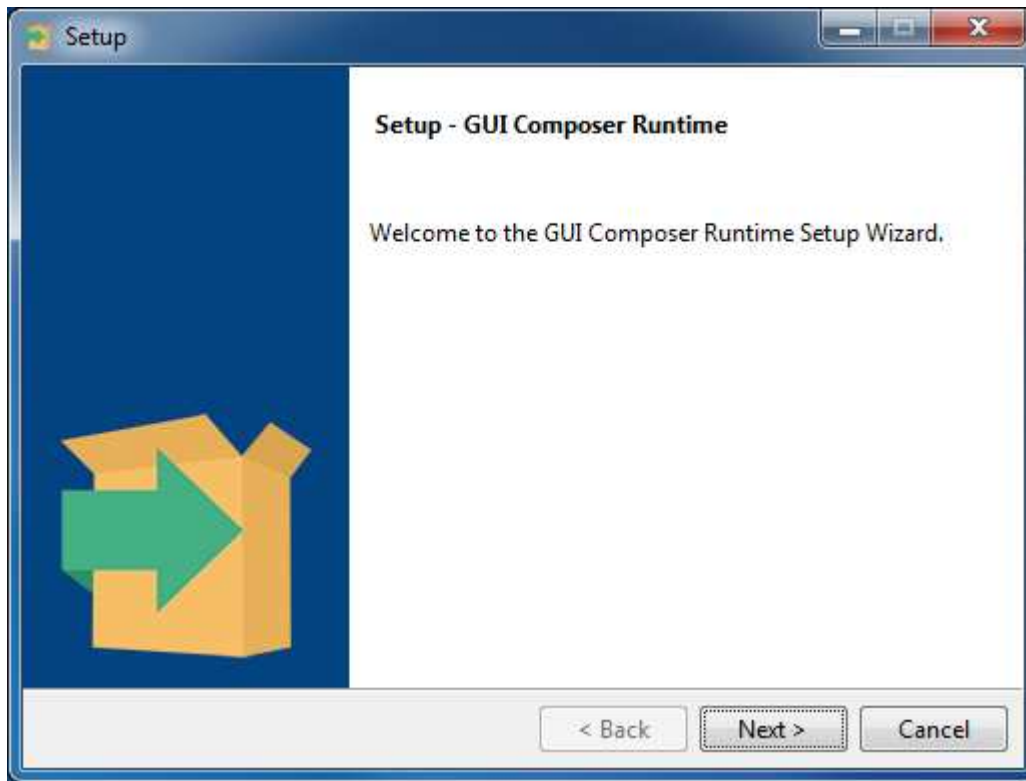 Setup
Setup - GUI Composer Runtime
Welcome to the GUI Composer Runtime Setup Wizard.
< Back
Next >
Cancel